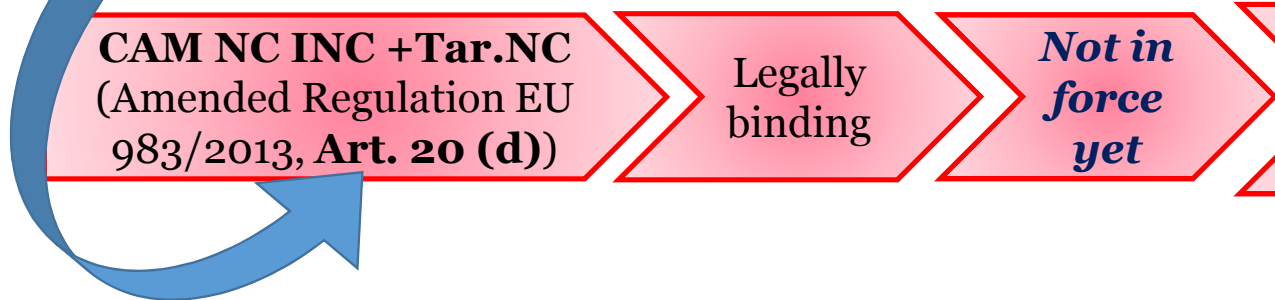 CAM NC INC +Tar.NC
(Amended Regulation EU
983/2013, Art. 20 (d))
Legally
binding
Not in
force
yet